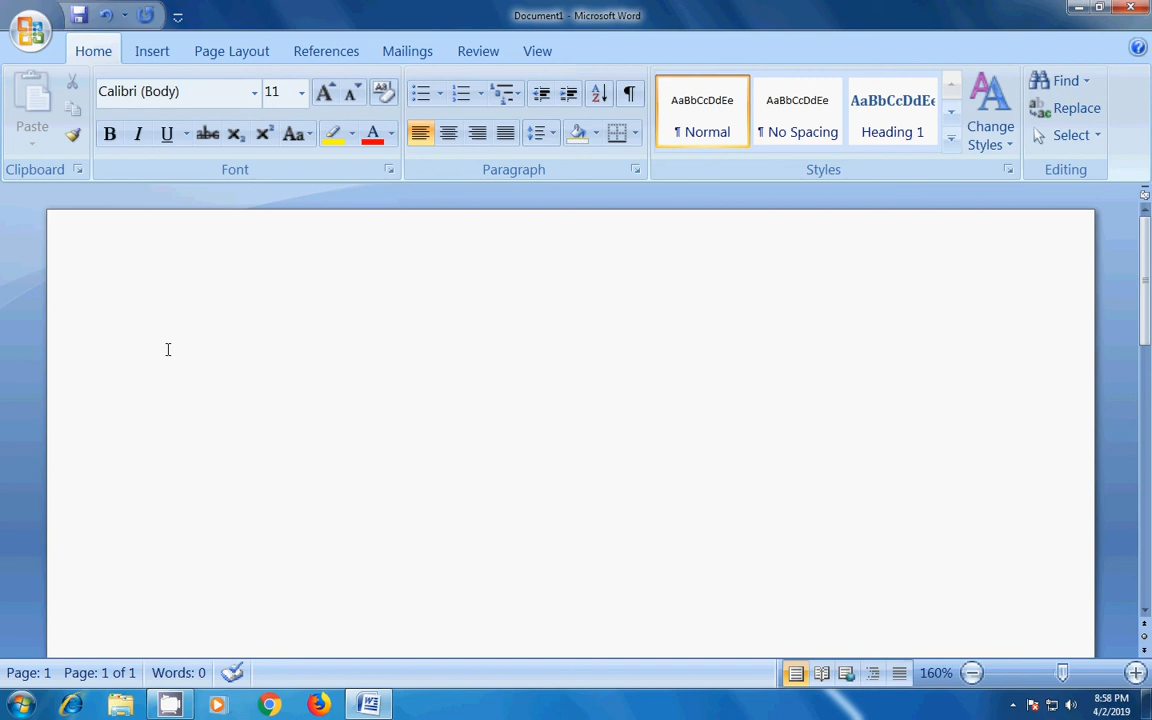 Document1 - Microsoft Word
Home Insert Page Layout References Mailings Review View
Calibri (Body) 11
AaBbCcDdEe AaBbCcDdEe AaBbCcDdEe
Paste
¶ Normal ¶ No Spacing Heading 1
Change Styles
Find
Replace
Select
Clipboard Font Paragraph Styles Editing
Page: 1 Page: 1 of 1 Words: 0 160%
8:58 PM
4/2/2019